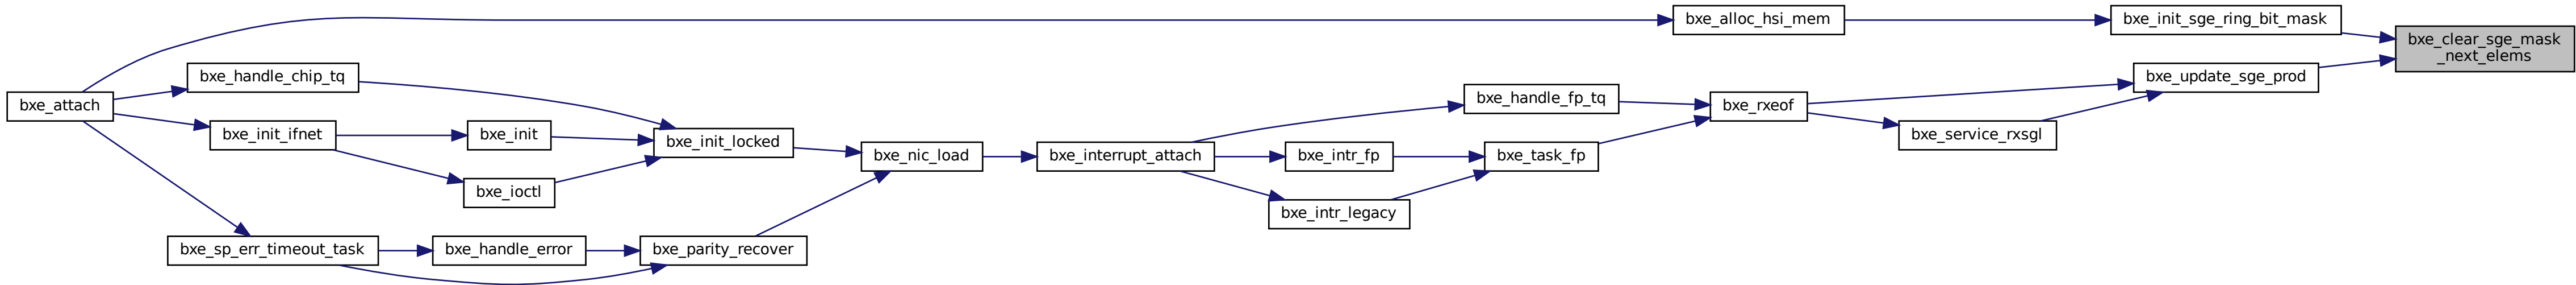 bxe_alloc_hsi_mem
bxe_init_sge_ring_bit_mask
bxe_clear_sge_mask
_next_elems
bxe_handle_chip_tq
bxe_update_sge_prod
bxe_attach
bxe_handle_fp_tq
bxe_rxeof
bxe_init_ifnet
bxe_init
bxe_init_locked
bxe_service_rxsgl
bxe_nic_load
bxe_interrupt_attach
bxe_intr_fp
bxe_task_fp
bxe_ioctl
bxe_intr_legacy
bxe_sp_err_timeout_task
bxe_handle_error
bxe_parity_recover